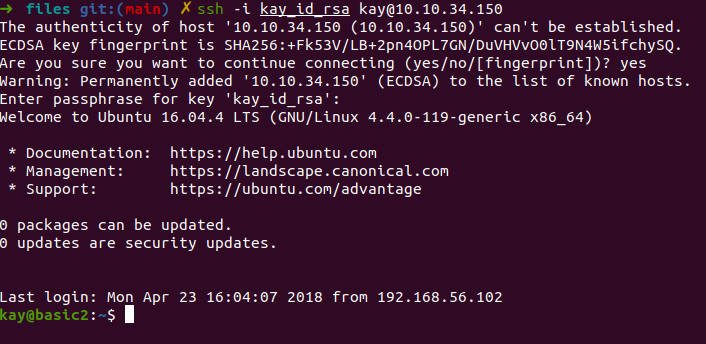 ➜ files git:(main) ✗ ssh -i kay_id_rsa kay@10.10.34.150
The authenticity of host '10.10.34.150 (10.10.34.150)' can't be established.
ECDSA key fingerprint is SHA256:+Fk53V/LB+2pn4OPL7GN/DuVHVvO0lT9N4W5ifchySQ.
Are you sure you want to continue connecting (yes/no/[fingerprint])? yes
Warning: Permanently added '10.10.34.150' (ECDSA) to the list of known hosts.
Enter passphrase for key 'kay_id_rsa':
Welcome to Ubuntu 16.04.4 LTS (GNU/Linux 4.4.0-119-generic x86_64)
* Documentation: https://help.ubuntu.com
* Management: https://landscape.canonical.com
* Support: https://ubuntu.com/advantage
0 packages can be updated.
0 updates are security updates.
Last login: Mon Apr 23 16:04:07 2018 from 192.168.56.102
kay@basic2:~$